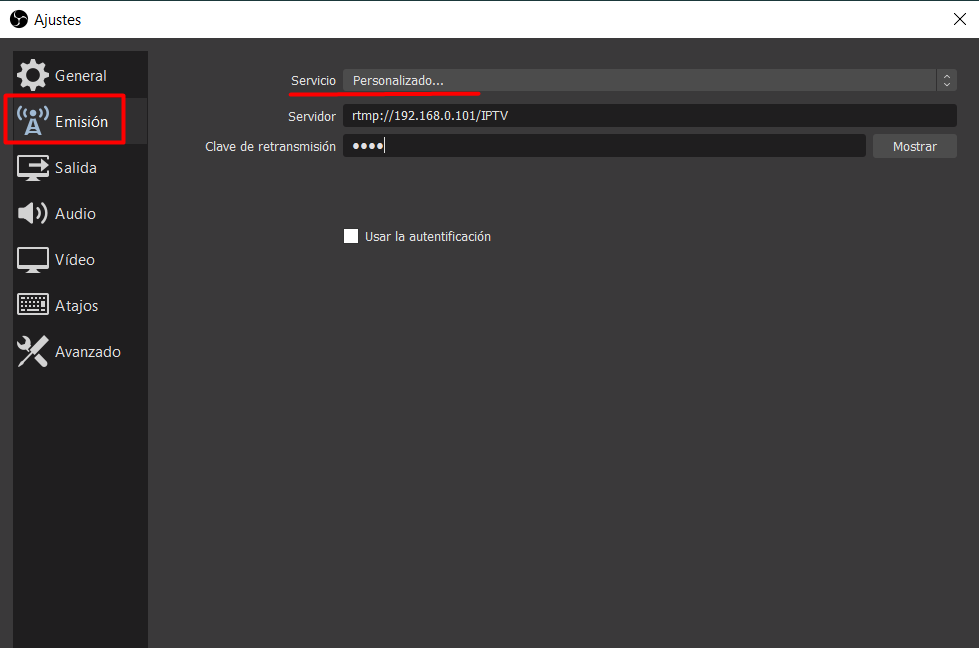 Ajustes
General
Emisión
Salida
Audio
Vídeo
Atajos
Avanzado
Servicio Personalizado...
Servidor rtmp://192.168.0.101/IPTV
Clave de retransmisión ●●●● Mostrar
Usar la autentificación